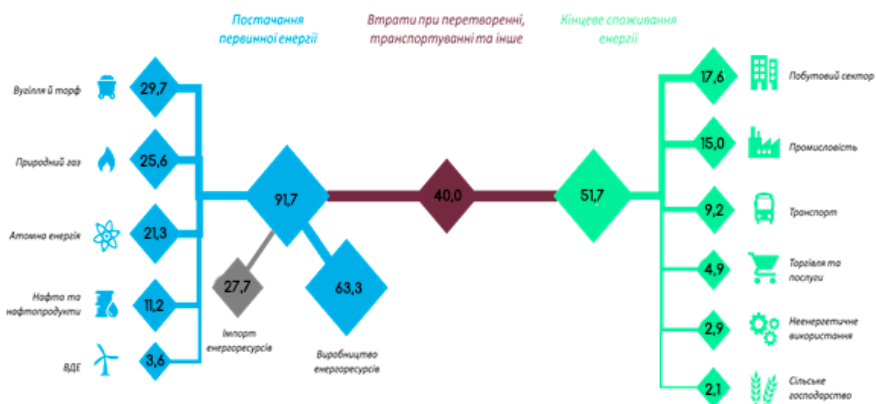 Постачання
первинної енергії
Втрати при перетворенні,
транспортуванні та інше
Кінцеве споживання
енергії
Вугілля й торф
29,7
Природний газ
25,6
Атомна енергія
21,3
Нафта та
нафтопродукти
11,2
ВДЕ
3,6
91,7
27,7
Імпорт
енергоресурсів
63,3
Виробництво
енергоресурсів
40,0
51,7
17,6
Побутовий сектор
15,0
Промисловість
9,2
Транспорт
4,9
Торгівля та
послуги
2,9
Неенергетичне
використання
2,1
Сільське
господарство